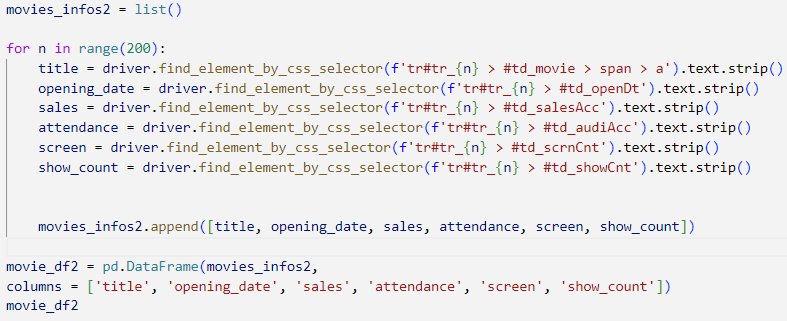 movies_infos2 = list()
for n in range(200):
title = driver.find_element_by_css_selector(f'tr#tr_{n} > #td_movie > span > a').text.strip()
opening_date = driver.find_element_by_css_selector(f'tr#tr_{n} > #td_openDt').text.strip()
sales = driver.find_element_by_css_selector(f'tr#tr_{n} > #td_salesAcc').text.strip()
attendance = driver.find_element_by_css_selector(f'tr#tr_{n} > #td_audiAcc').text.strip()
screen = driver.find_element_by_css_selector(f'tr#tr_{n} > #td_scrnCnt').text.strip()
show_count = driver.find_element_by_css_selector(f'tr#tr_{n} > #td_showCnt').text.strip()
movies_infos2.append([title, opening_date, sales, attendance, screen, show_count])
movie_df2 = pd.DataFrame(movies_infos2,
columns = ['title', 'opening_date', 'sales', 'attendance', 'screen', 'show_count'])
movie_df2